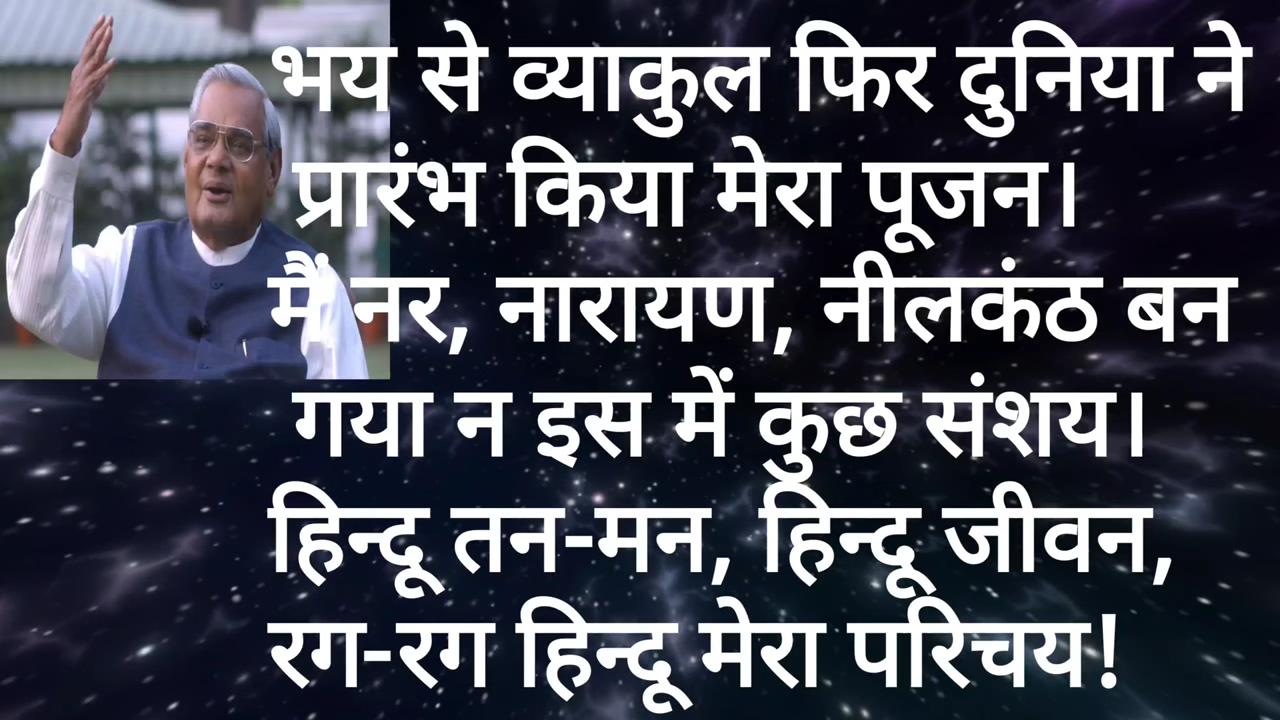 भय से व्याकुल फिर दुनिया ने
प्रारंभ किया मेरा पूजन।
मैं नर, नारायण, नीलकंठ बन
गया न इस में कुछ संशय।
हिन्दू तन-मन, हिन्दू जीवन,
रग-रग हिन्दू मेरा परिचय!